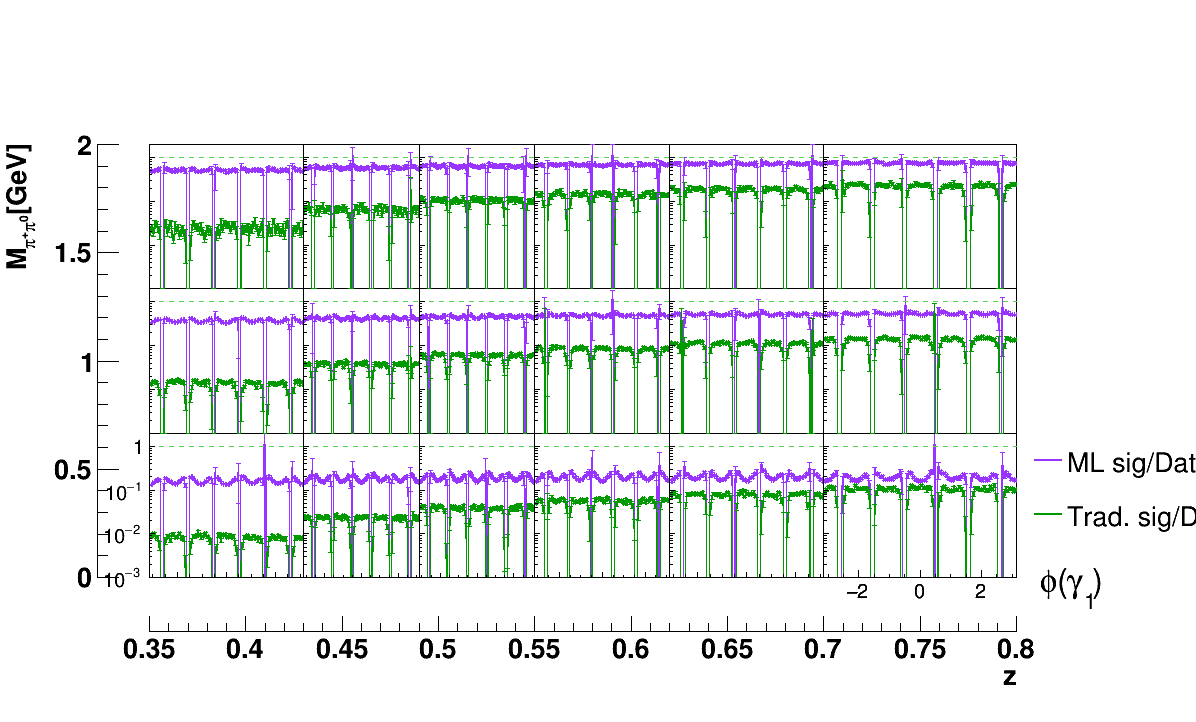 M_{π⁺π⁰}[GeV]
2
1.5
1
0.5
0
1
10⁻¹
10⁻²
10⁻³
ML sig/Dat
Trad. sig/D
−2 0 2
ϕ(γ₁)
0.35 0.4 0.45 0.5 0.55 0.6 0.65 0.7 0.75 0.8
z